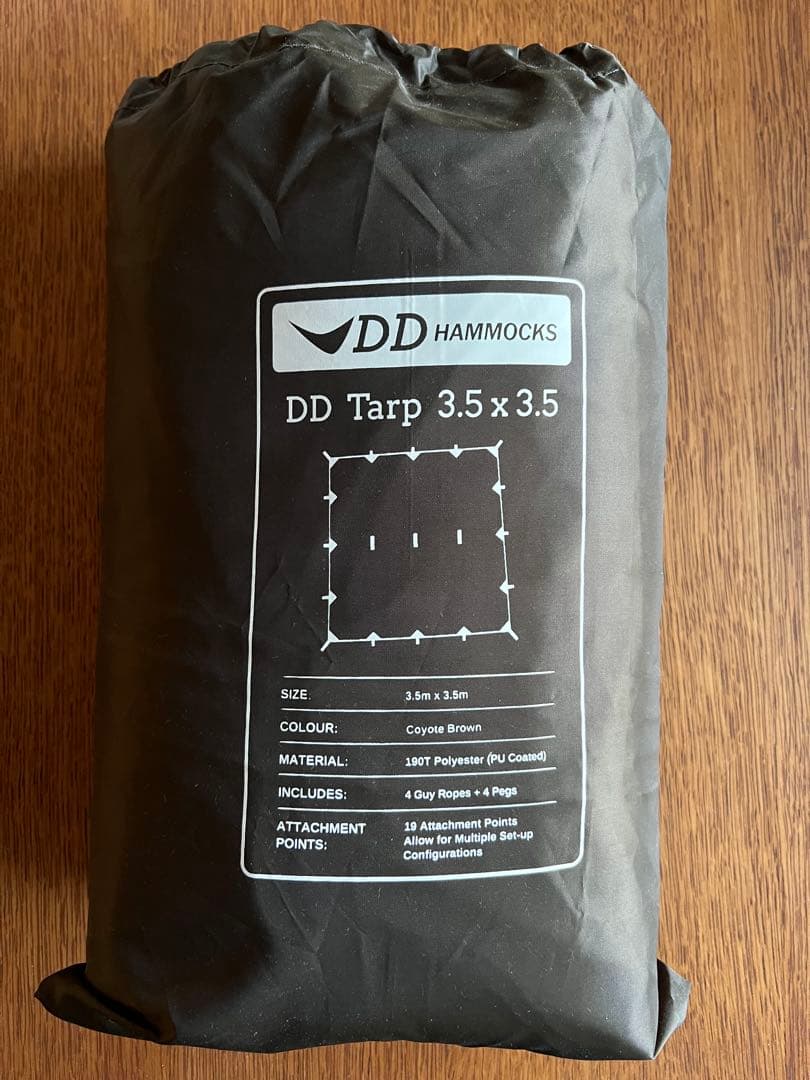 DD HAMMOCKS
DD Tarp 3.5 x 3.5
SIZE: 3.5m x 3.5m
COLOUR: Coyote Brown
MATERIAL: 190T Polyester (PU Coated)
INCLUDES: 4 Guy Ropes + 4 Pegs
ATTACHMENT POINTS: 19 Attachment Points
Allow for Multiple Set-up
Configurations